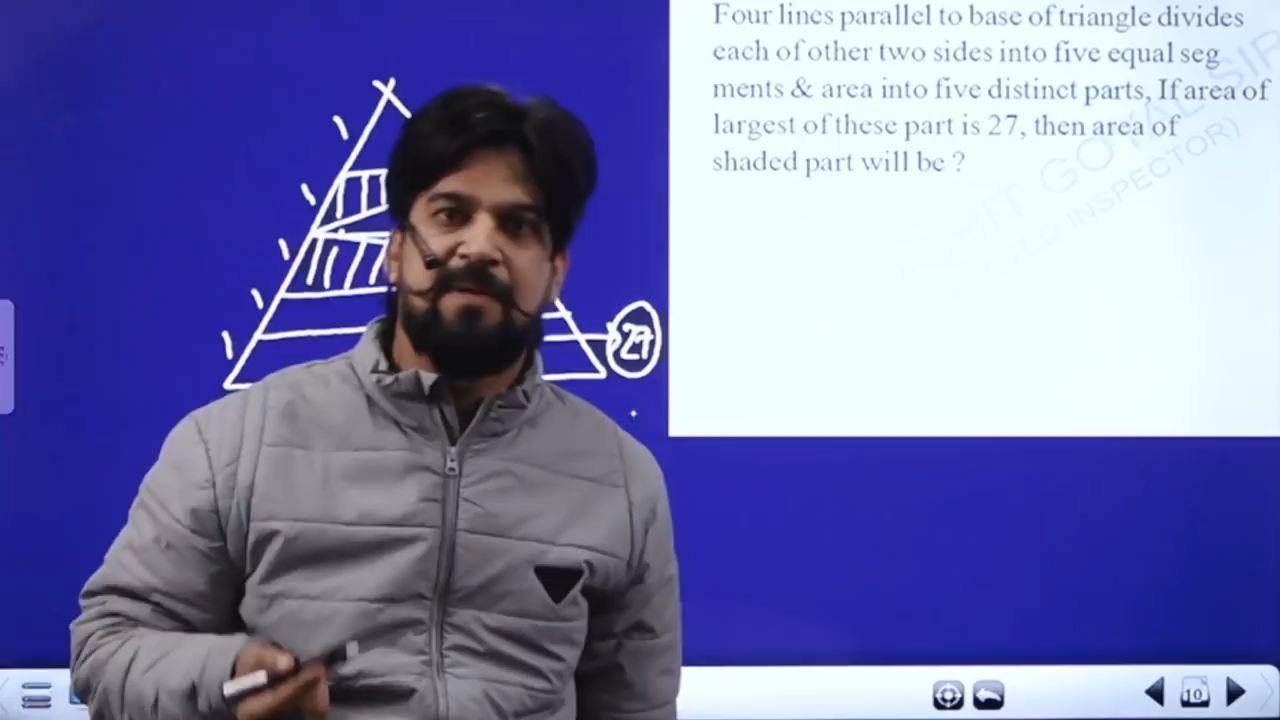 Four lines parallel to base of triangle divides
each of other two sides into five equal seg
ments & area into five distinct parts, If area of
largest of these part is 27, then area of
shaded part will be ?
27
10